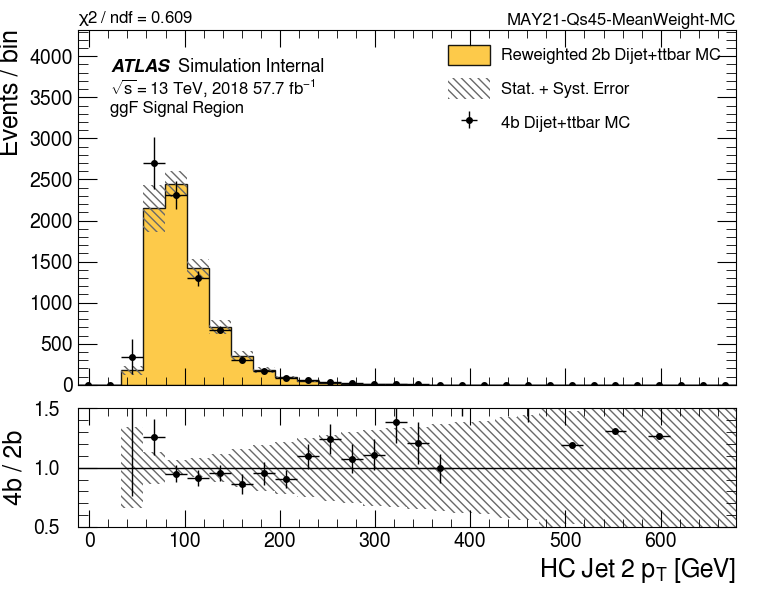 χ2 / ndf = 0.609
MAY21-Qs45-MeanWeight-MC
Events / bin
4000
3500
3000
2500
2000
1500
1000
500
0
ATLAS Simulation Internal
√s = 13 TeV, 2018 57.7 fb⁻¹
ggF Signal Region
Reweighted 2b Dijet+ttbar MC
Stat. + Syst. Error
4b Dijet+ttbar MC
4b / 2b
1.5
1.0
0.5
0 100 200 300 400 500 600
HC Jet 2 pT [GeV]